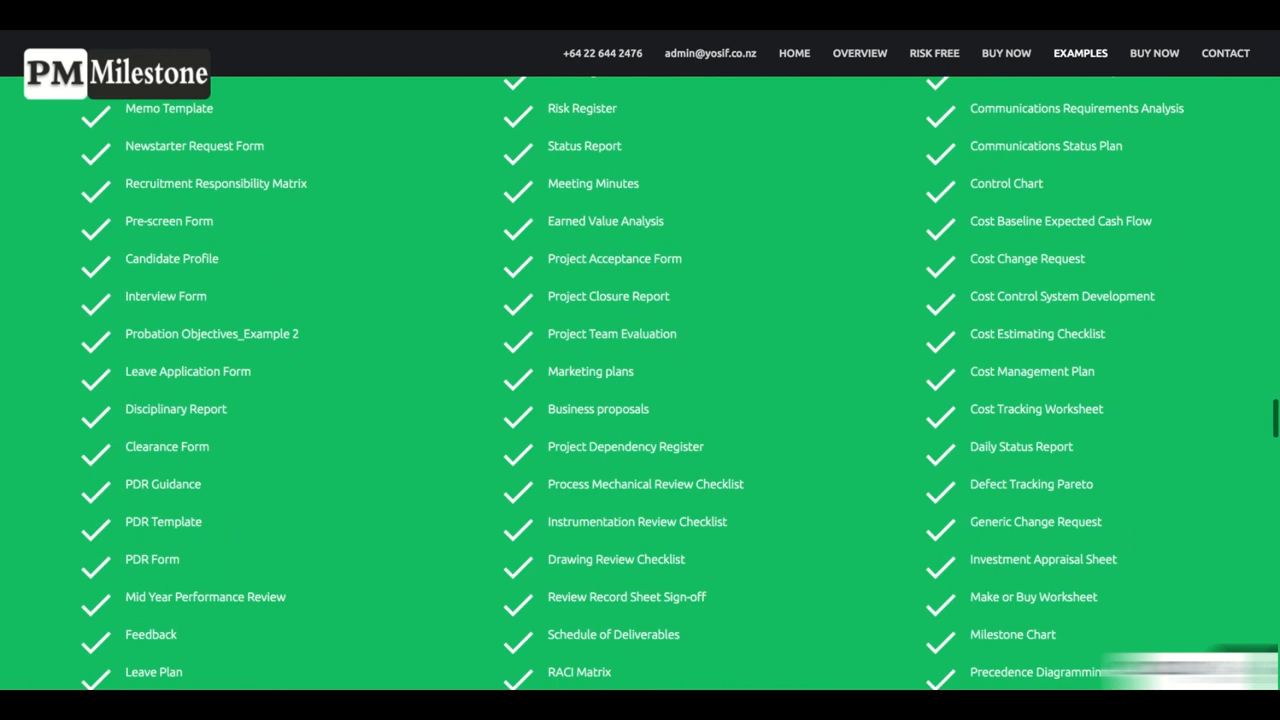 PM Milestone
+64 22 644 2476 admin@yosif.co.nz HOME OVERVIEW RISK FREE BUY NOW EXAMPLES BUY NOW CONTACT
Memo Template
Newstarter Request Form
Recruitment Responsibility Matrix
Pre-screen Form
Candidate Profile
Interview Form
Probation Objectives_Example 2
Leave Application Form
Disciplinary Report
Clearance Form
PDR Guidance
PDR Template
PDR Form
Mid Year Performance Review
Feedback
Leave Plan
Risk Register
Status Report
Meeting Minutes
Earned Value Analysis
Project Acceptance Form
Project Closure Report
Project Team Evaluation
Marketing plans
Business proposals
Project Dependency Register
Process Mechanical Review Checklist
Instrumentation Review Checklist
Drawing Review Checklist
Review Record Sheet Sign-off
Schedule of Deliverables
RACI Matrix
Communications Requirements Analysis
Communications Status Plan
Control Chart
Cost Baseline Expected Cash Flow
Cost Change Request
Cost Control System Development
Cost Estimating Checklist
Cost Management Plan
Cost Tracking Worksheet
Daily Status Report
Defect Tracking Pareto
Generic Change Request
Investment Appraisal Sheet
Make or Buy Worksheet
Milestone Chart
Precedence Diagrammin